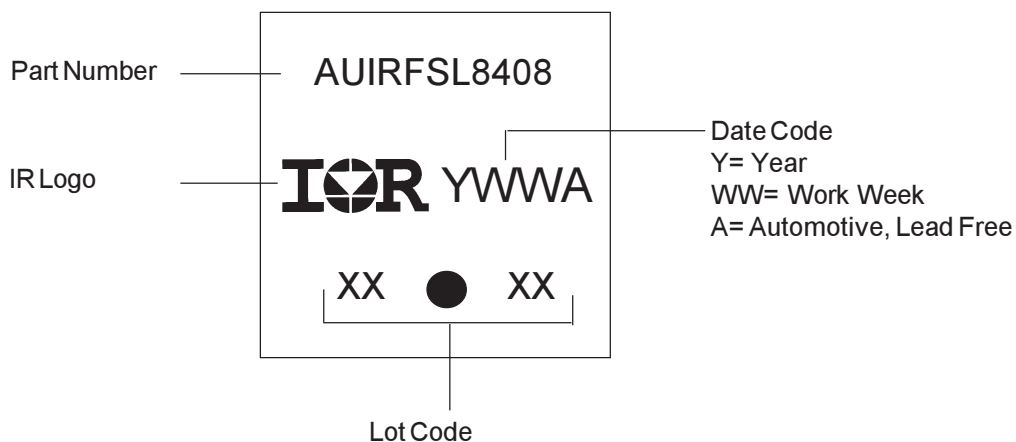 Part Number
AUIRFSL8408
IR Logo
IOR YWWA
Date Code
Y= Year
WW= Work Week
A= Automotive, Lead Free
XX XX
Lot Code